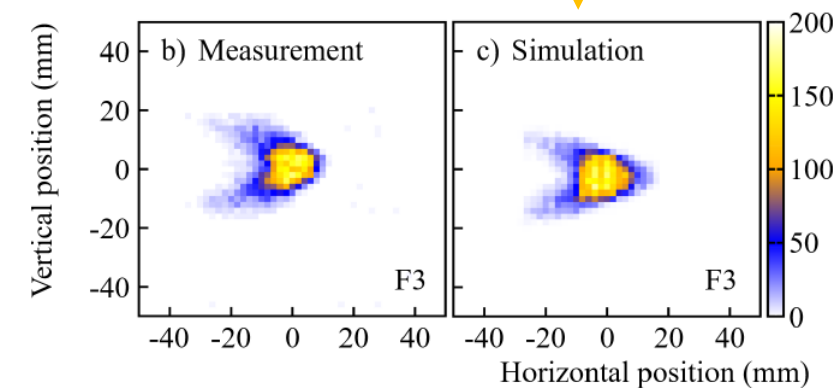 b) Measurement
c) Simulation
F3
F3
Vertical position (mm)
40
20
0
-20
-40
-40 -20 0 20 40
-40 -20 0 20 40
Horizontal position (mm)
200
150
100
50
0